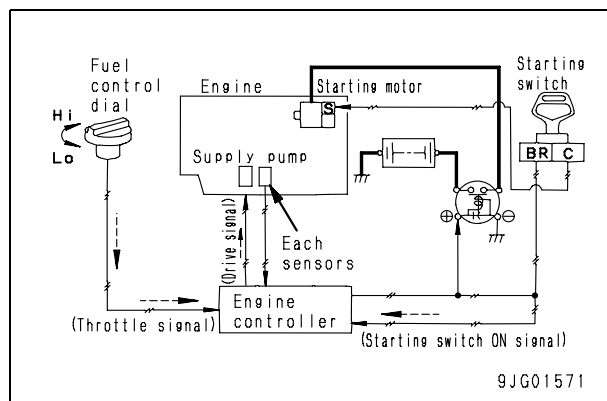 Fuel
control
dial
Hi
Lo
Engine
Starting motor
S
Starting
switch
BR C
Supply pump
Each
sensors
(Drive signal)
Engine
controller
(Throttle signal)
(Starting switch ON signal)
9JG01571